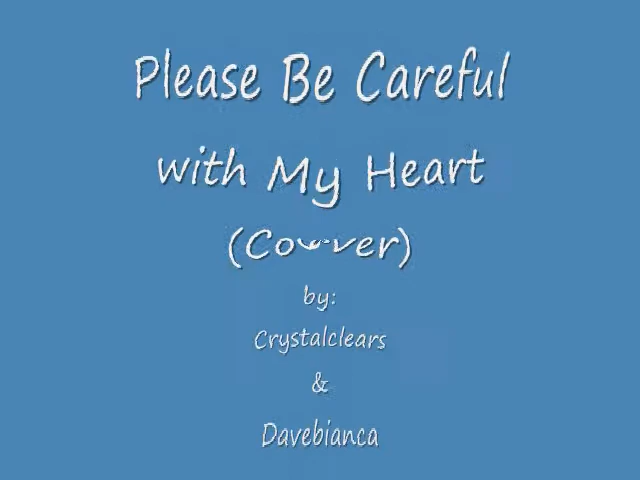 Please Be Careful
with My Heart
(Cover)
by:
Crystalclears
&
Davebianca